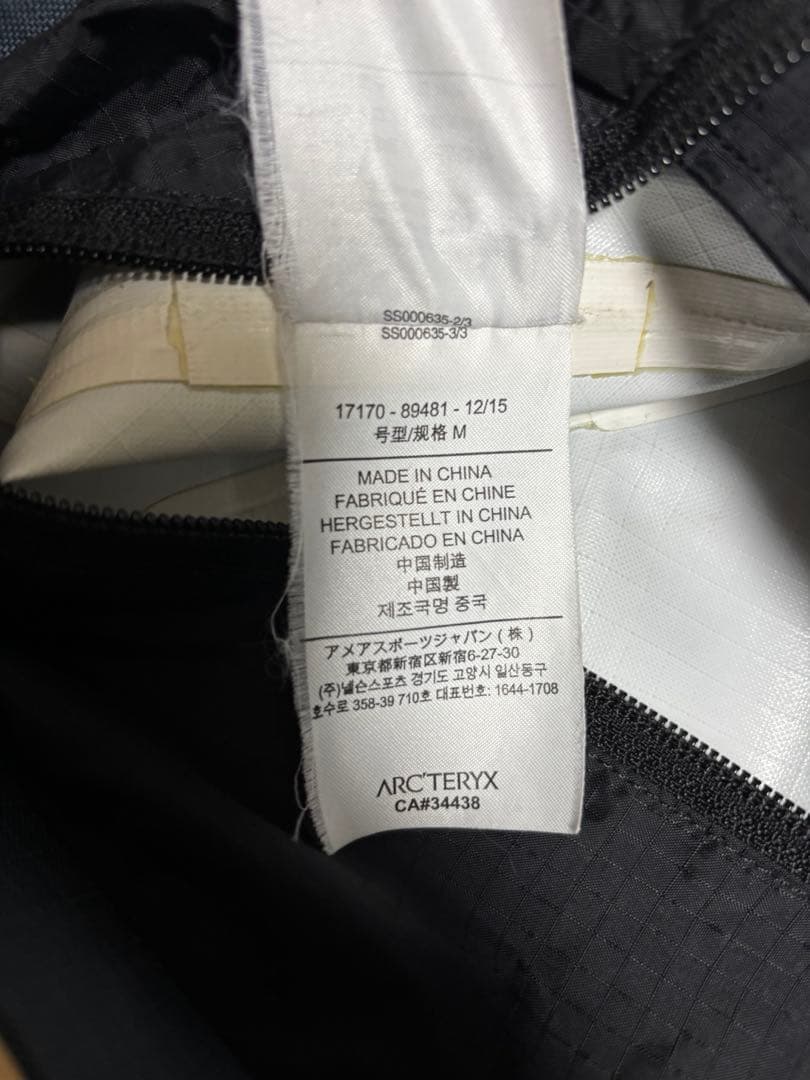 SS000635-2/3
SS000635-3/3
17170 - 89481 - 12/15
号型/规格 M
MADE IN CHINA
FABRIQUÉ EN CHINE
HERGESTELLT IN CHINA
FABRICADO EN CHINA
中国制造
中国製
제조국명 중국
アメアスポーツジャパン ( 株 )
東京都新宿区新宿6-27-30
(주)넬슨스포츠 경기도 고양시 일산동구
호수로 358-39 710호 대표번호: 1644-1708
ARC'TERYX
CA#34438